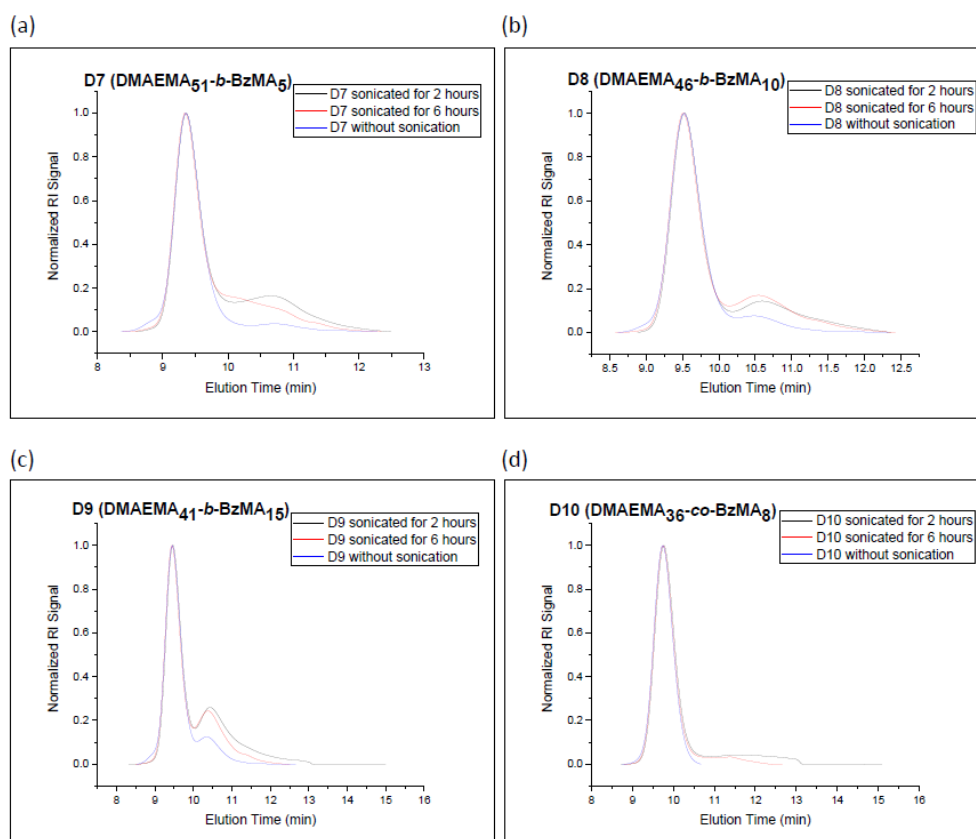 (a)
D7 (DMAEMA51-b-BzMA5)
D7 sonicated for 2 hours
D7 sonicated for 6 hours
D7 without sonication
Normalized RI Signal
1.0
0.8
0.6
0.4
0.2
0.0
8 9 10 11 12 13
Elution Time (min)
(b)
D8 (DMAEMA46-b-BzMA10)
D8 sonicated for 2 hours
D8 sonicated for 6 hours
D8 without sonication
Normalized RI Signal
1.0
0.8
0.6
0.4
0.2
0.0
8.5 9.0 9.5 10.0 10.5 11.0 11.5 12.0 12.5
Elution Time (min)
(c)
D9 (DMAEMA41-b-BzMA15)
D9 sonicated for 2 hours
D9 sonicated for 6 hours
D9 without sonication
Normalized RI Signal
1.0
0.8
0.6
0.4
0.2
0.0
8 9 10 11 12 13 14 15 16
Elution Time (min)
(d)
D10 (DMAEMA36-co-BzMA8)
D10 sonicated for 2 hours
D10 sonicated for 6 hours
D10 without sonication
Normalized RI Signal
1.0
0.8
0.6
0.4
0.2
0.0
8 9 10 11 12 13 14 15 16
Elution Time (min)